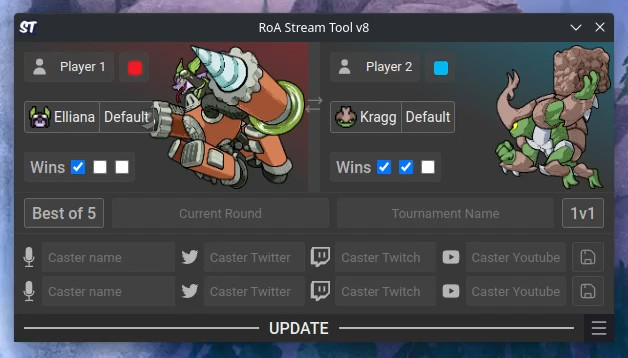 ST RoA Stream Tool v8
Player 1 Player 2
Elliana Default Kragg Default
Wins Wins
Best of 5 Current Round Tournament Name 1v1
Caster name Caster Twitter Caster Twitch Caster Youtube
Caster name Caster Twitter Caster Twitch Caster Youtube
UPDATE